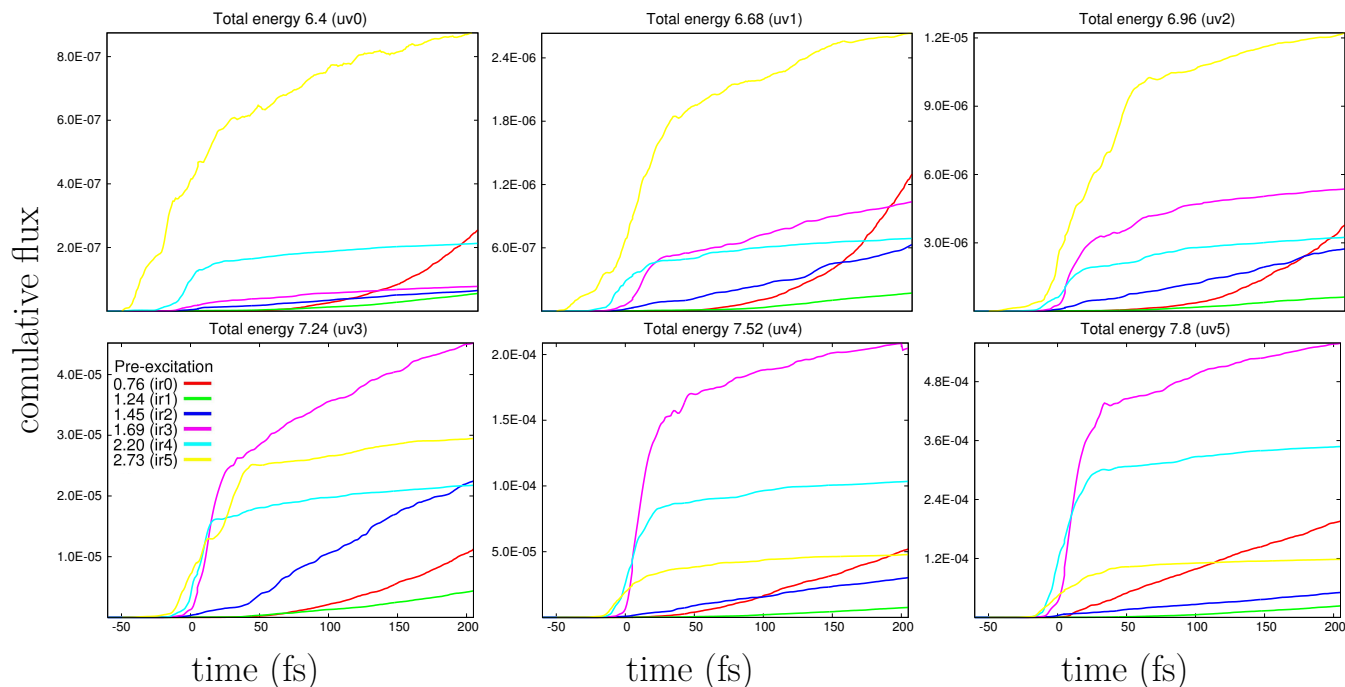 Total energy 6.4 (uv0)
8.0E-07
6.0E-07
4.0E-07
2.0E-07
Total energy 6.68 (uv1)
2.4E-06
1.8E-06
1.2E-06
6.0E-07
Total energy 6.96 (uv2)
1.2E-05
9.0E-06
6.0E-06
3.0E-06
comulative flux
Total energy 7.24 (uv3)
4.0E-05
3.0E-05
2.0E-05
1.0E-05
Pre-excitation
0.76 (ir0)
1.24 (ir1)
1.45 (ir2)
1.69 (ir3)
2.20 (ir4)
2.73 (ir5)
-50 0 50 100 150 200
time (fs)
Total energy 7.52 (uv4)
2.0E-04
1.5E-04
1.0E-04
5.0E-05
-50 0 50 100 150 200
time (fs)
Total energy 7.8 (uv5)
4.8E-04
3.6E-04
2.4E-04
1.2E-04
-50 0 50 100 150 200
time (fs)